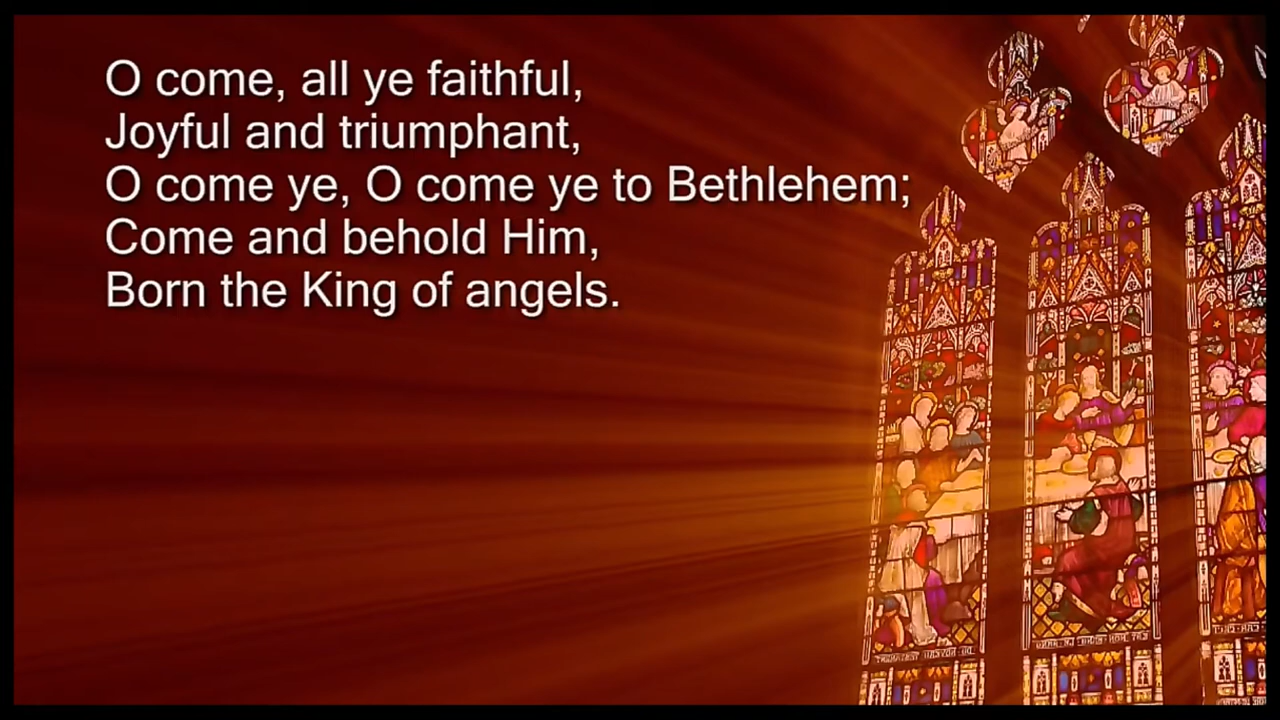 O come, all ye faithful,
Joyful and triumphant,
O come ye, O come ye to Bethlehem;
Come and behold Him,
Born the King of angels.